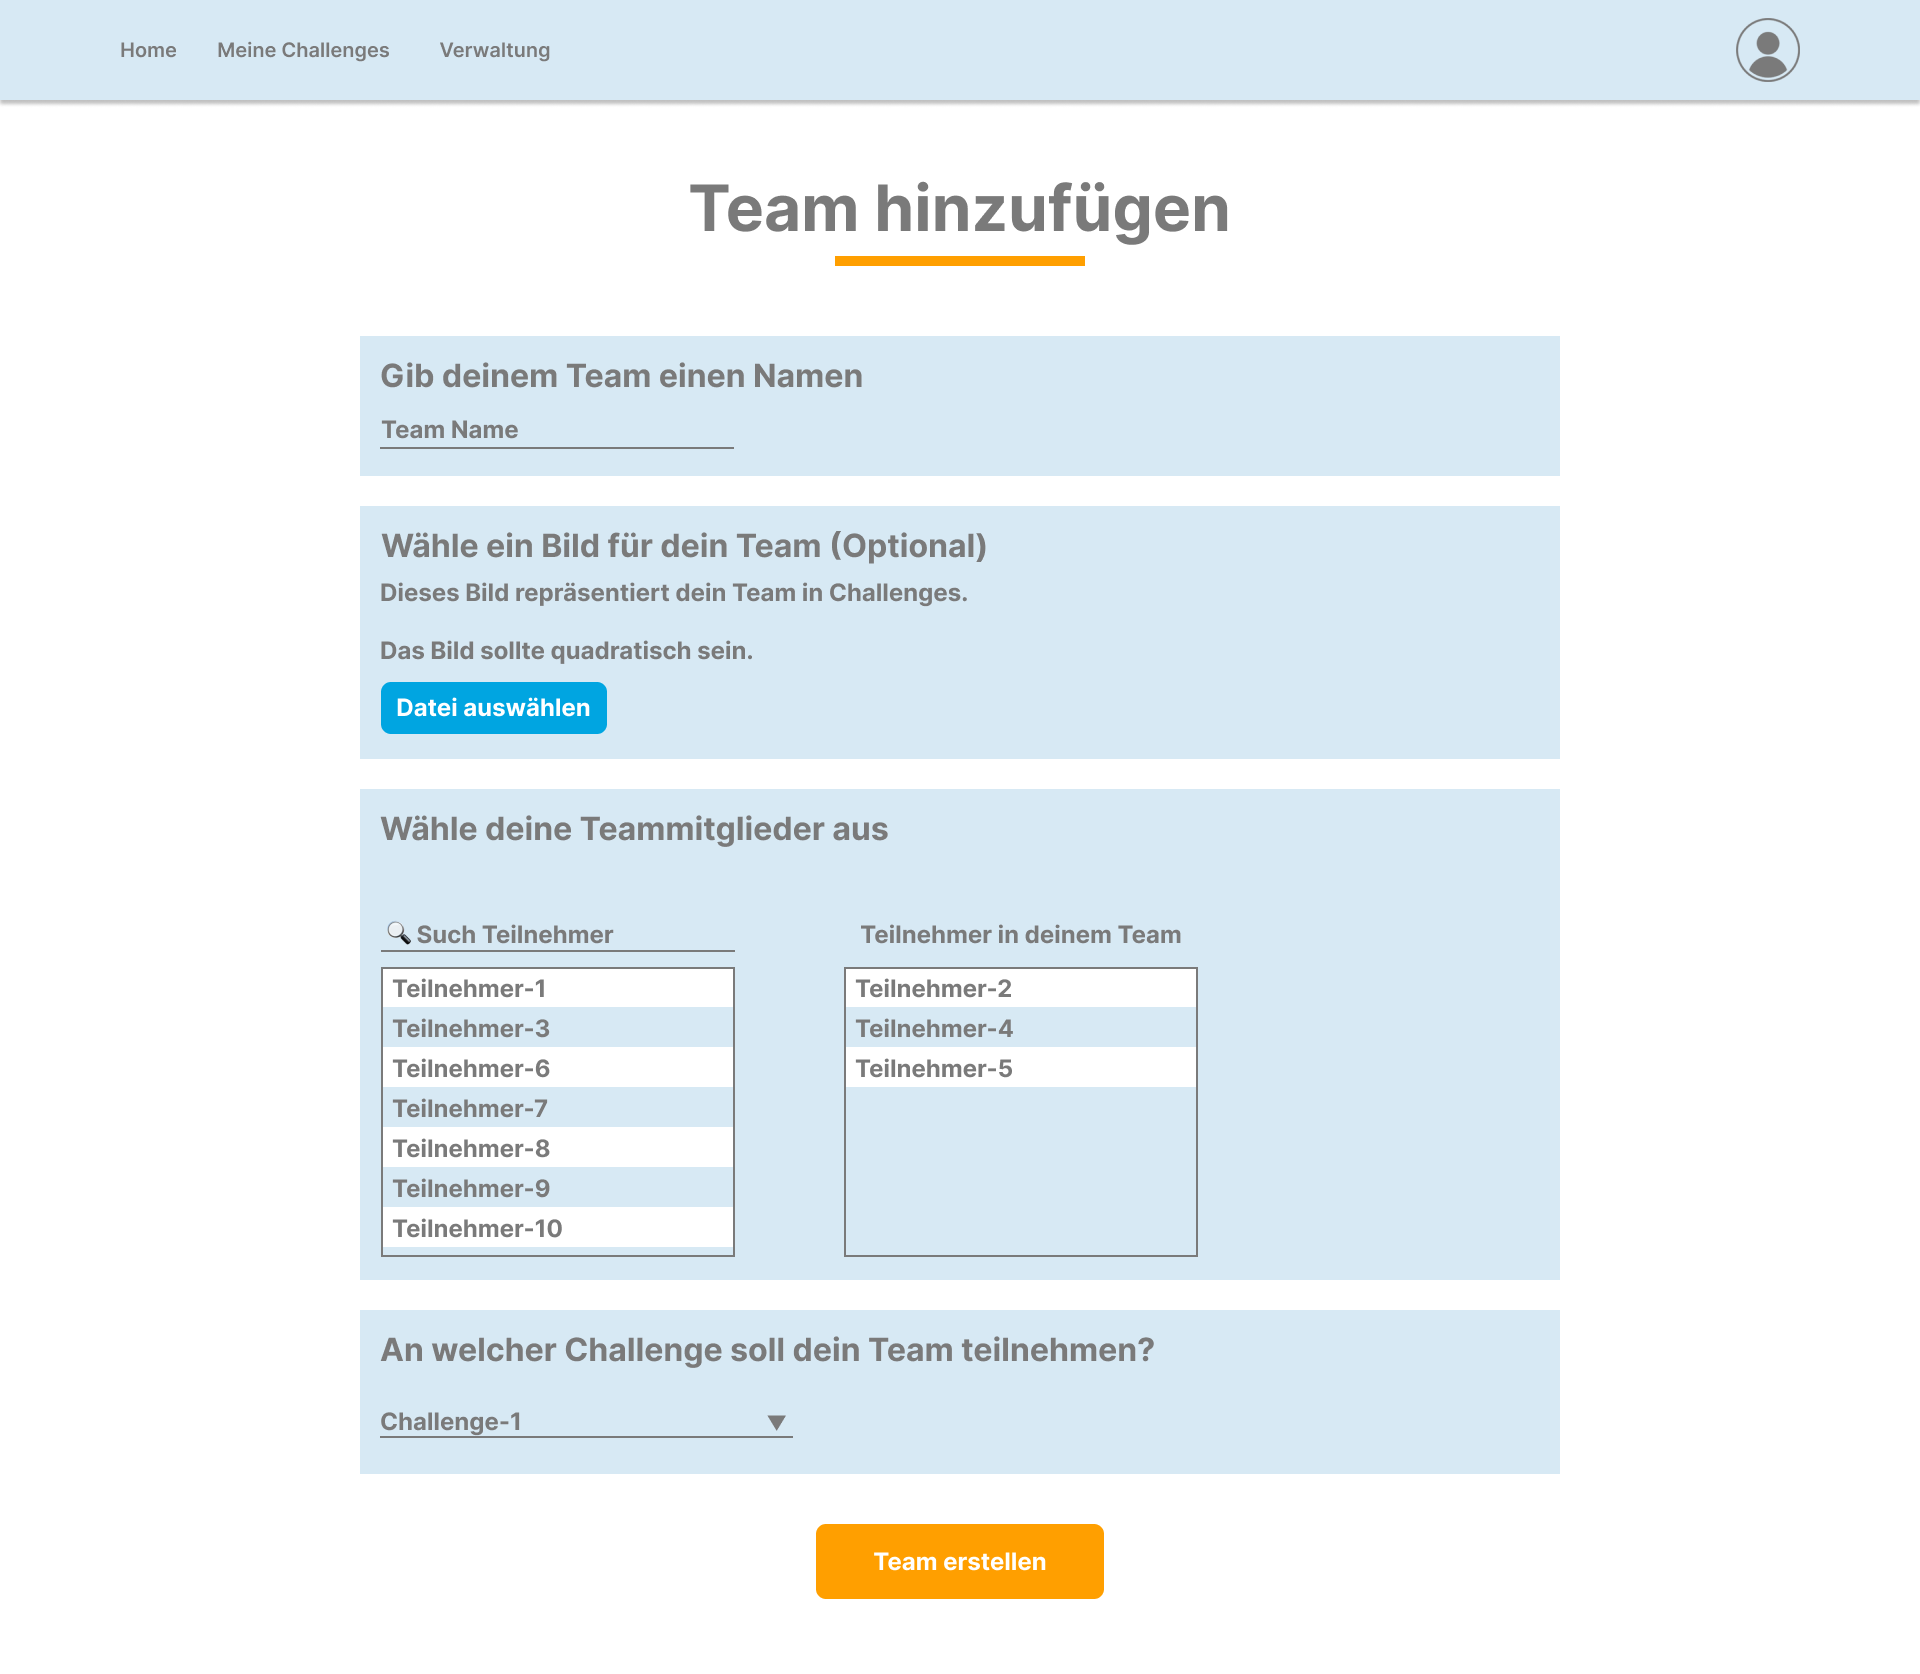 Home Meine Challenges Verwaltung
Team hinzufügen
Gib deinem Team einen Namen
Team Name
Wähle ein Bild für dein Team (Optional)
Dieses Bild repräsentiert dein Team in Challenges.
Das Bild sollte quadratisch sein.
Datei auswählen
Wähle deine Teammitglieder aus
Such Teilnehmer
Teilnehmer-1
Teilnehmer-3
Teilnehmer-6
Teilnehmer-7
Teilnehmer-8
Teilnehmer-9
Teilnehmer-10
Teilnehmer in deinem Team
Teilnehmer-2
Teilnehmer-4
Teilnehmer-5
An welcher Challenge soll dein Team teilnehmen?
Challenge-1
Team erstellen